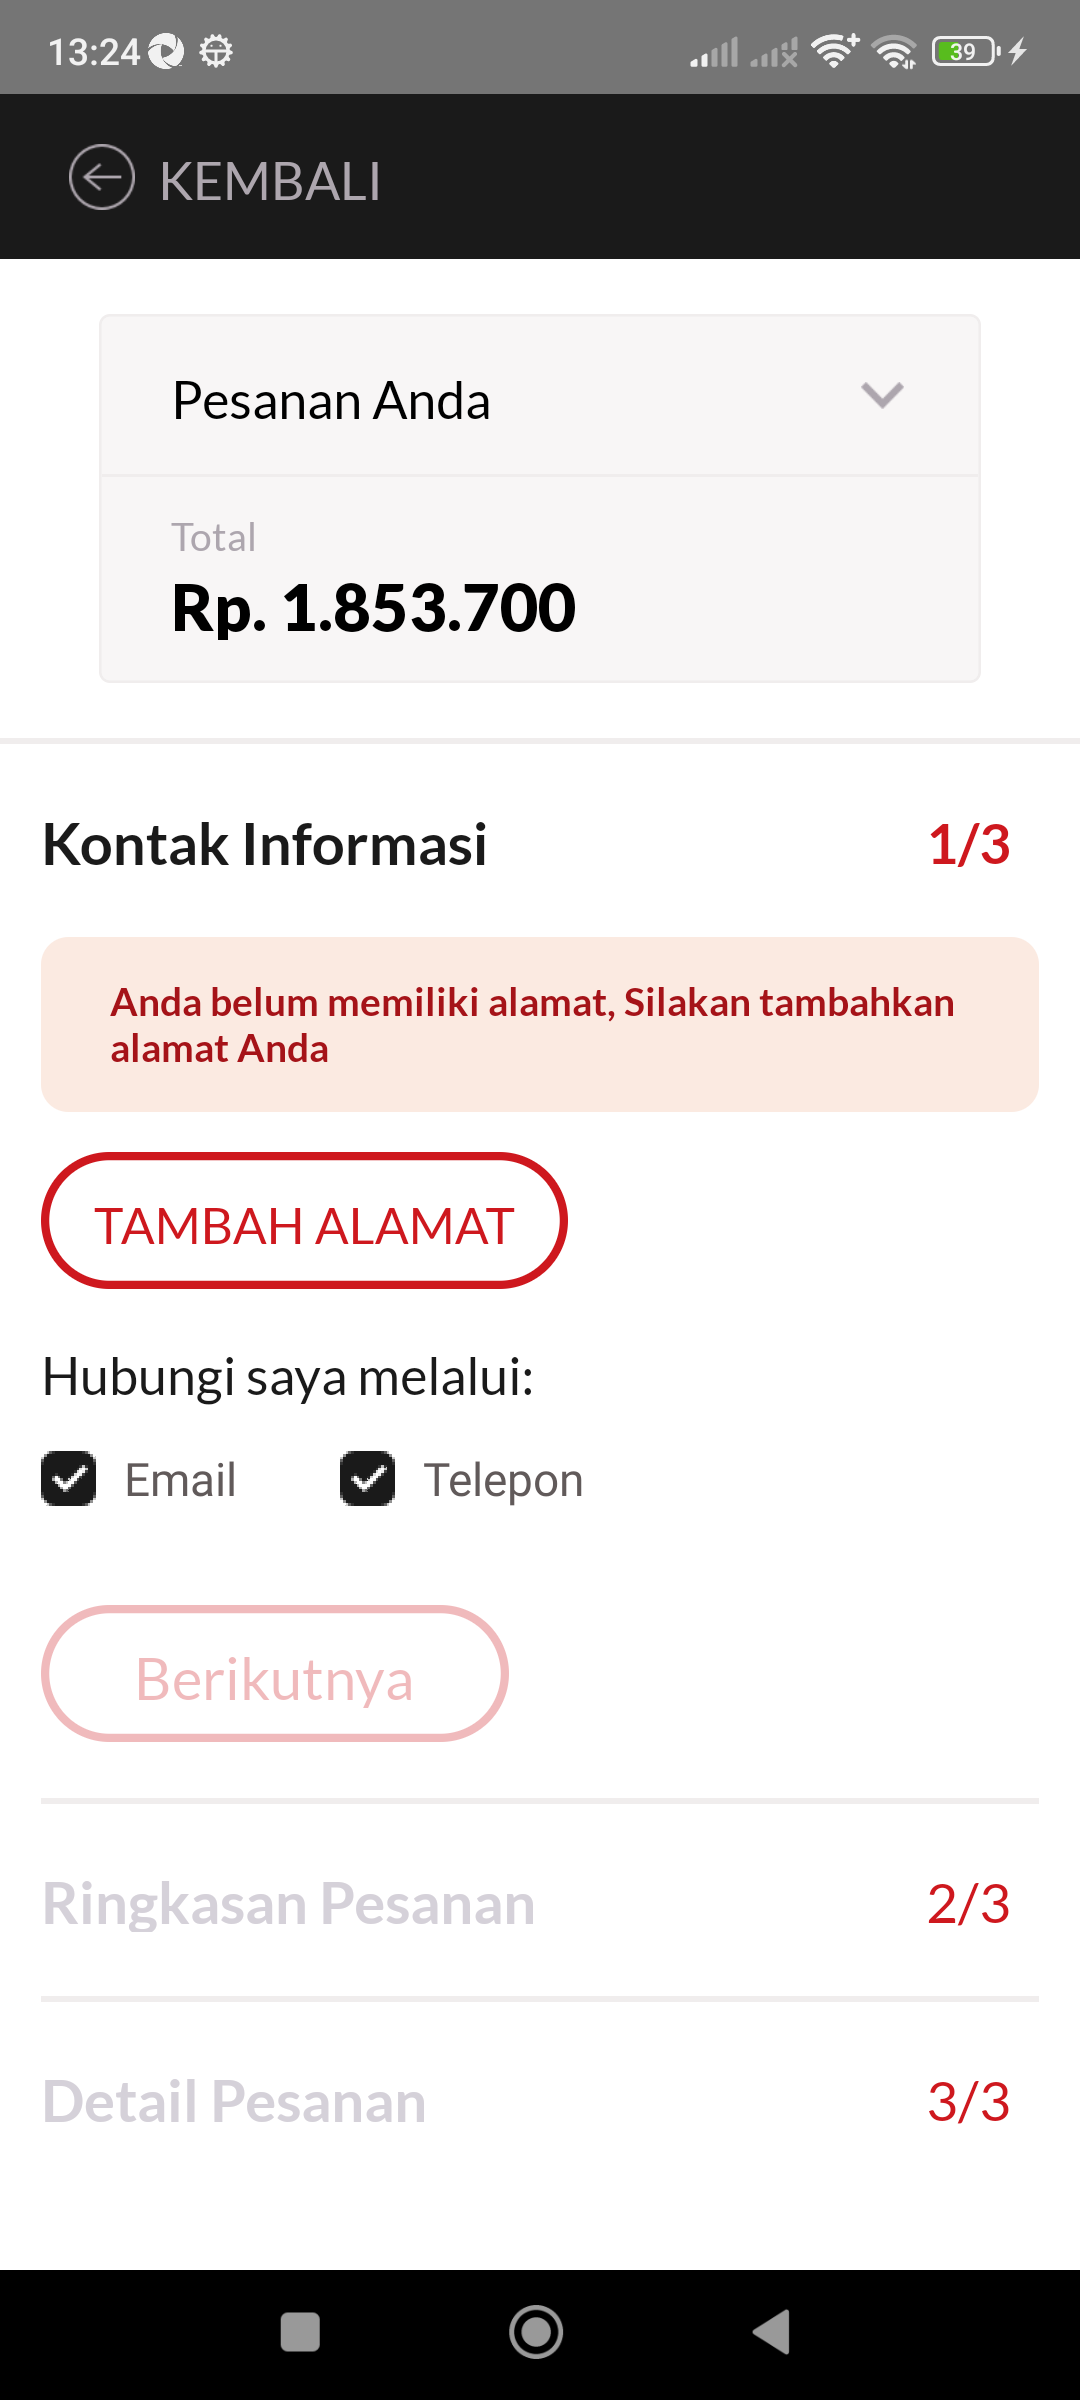 13:24
39
KEMBALI
Pesanan Anda
Total
Rp. 1.853.700
Kontak Informasi
1/3
Anda belum memiliki alamat, Silakan tambahkan
alamat Anda
TAMBAH ALAMAT
Hubungi saya melalui:
Email
Telepon
Berikutnya
Ringkasan Pesanan
2/3
Detail Pesanan
3/3